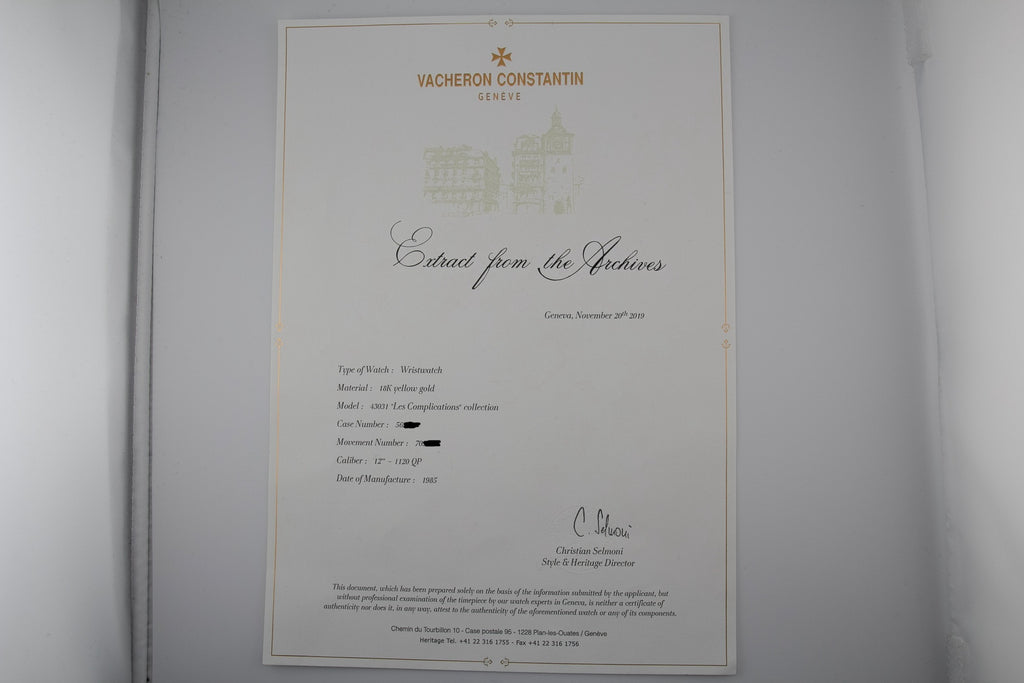 VACHERON CONSTANTIN
GENÈVE
Extract from the Archives
Geneva, November 20th 2019
Type of Watch : Wristwatch
Material : 18K yellow gold
Model : 43031 "Les Complications" collection
Case Number : 56
Movement Number : 70
Caliber : 12''' – 1120 QP
Date of Manufacture : 1985
C. Selmoni
Christian Selmoni
Style & Heritage Director
This document, which has been prepared solely on the basis of the information submitted by the applicant, but
without professional examination of the timepiece by our watch experts in Geneva, is neither a certificate of
authenticity nor does it, in any way, attest to the authenticity of the aforementioned watch or any of its components.
Chemin du Tourbillon 10 - Case postale 96 - 1228 Plan-les-Ouates / Genève
Heritage Tel. +41 22 316 1755 - Fax +41 22 316 1756